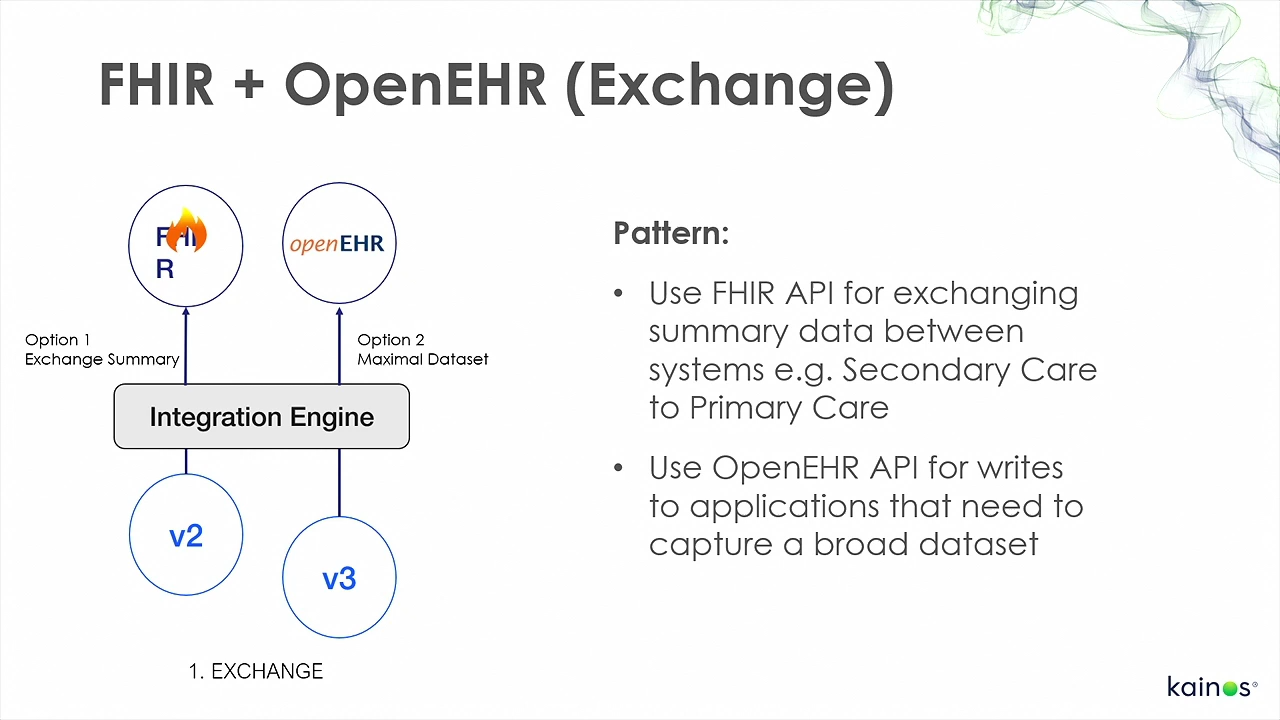 FHIR + OpenEHR (Exchange)
FHI
R
openEHR
Option 1
Exchange Summary
Option 2
Maximal Dataset
Integration Engine
v2
v3
1. EXCHANGE
Pattern:
• Use FHIR API for exchanging
summary data between
systems e.g. Secondary Care
to Primary Care
• Use OpenEHR API for writes
to applications that need to
capture a broad dataset
kainos